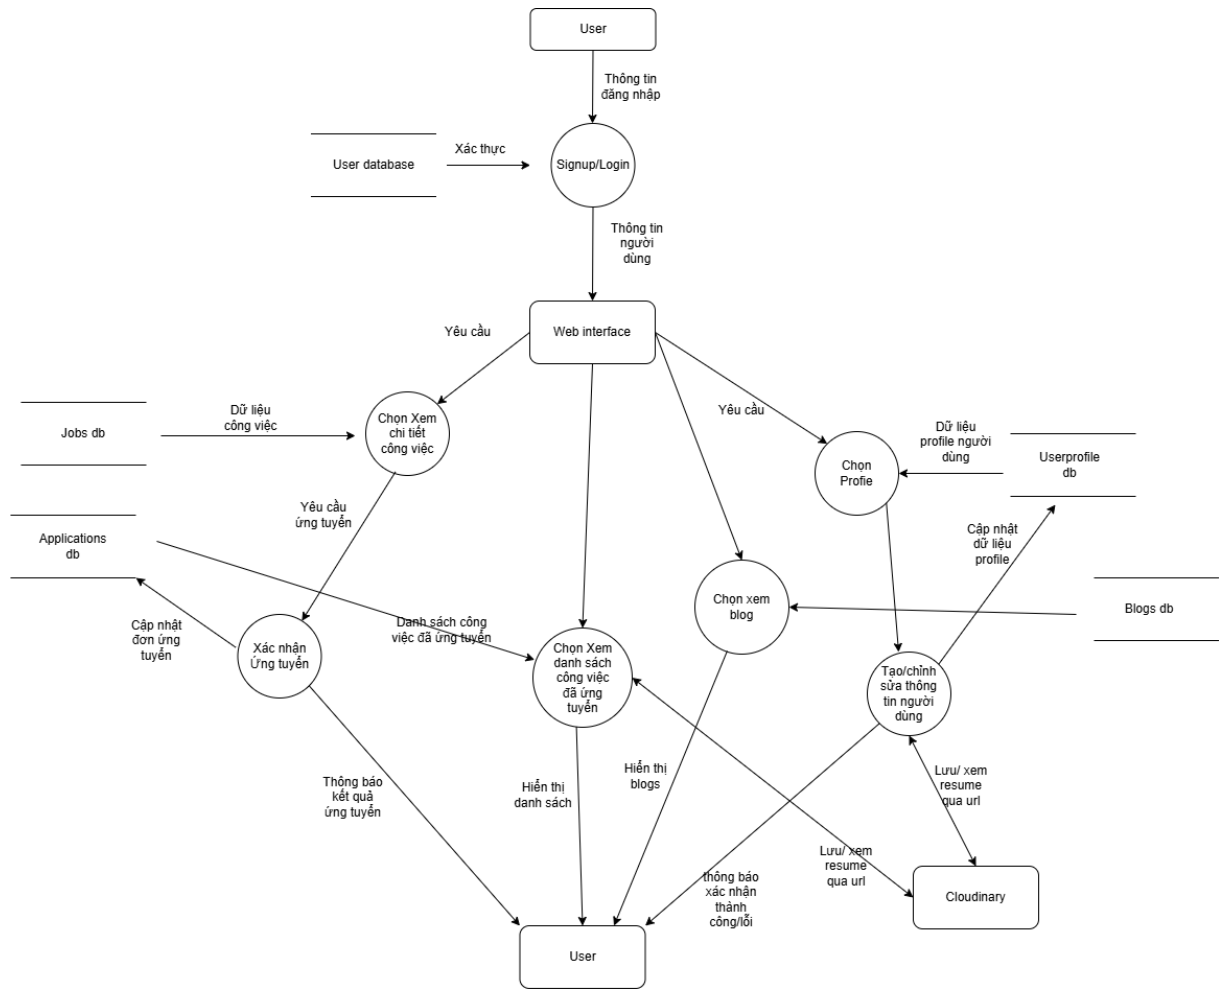 User
Thông tin
đăng nhập
User database
Xác thực
Signup/Login
Thông tin
người
dùng
Web interface
Yêu cầu
Yêu cầu
Jobs db
Dữ liệu
công việc
Chọn Xem
chi tiết
công việc
Chọn
Profie
Dữ liệu
profile người
dùng
Userprofile
db
Yêu cầu
ứng tuyển
Applications
db
Cập nhật
dữ liệu
profile
Chọn xem
blog
Blogs db
Cập nhật
đơn ứng
tuyển
Xác nhận
Ứng tuyển
Danh sách công
việc đã ứng tuyển
Chọn Xem
danh sách
công việc
đã ứng
tuyển
Tạo/chỉnh
sửa thông
tin người
dùng
Thông báo
kết quả
ứng tuyển
Hiển thị
danh sách
Hiển thị
blogs
Lưu/ xem
resume
qua url
Lưu/ xem
resume
qua url
thông báo
xác nhận
thành
công/lỗi
Cloudinary
User